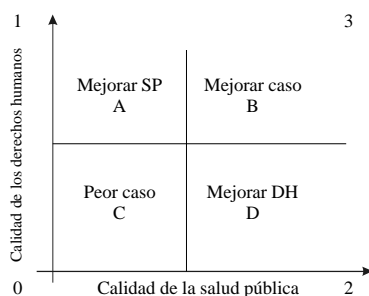 1 3
Calidad de los derechos humanos
Mejorar SP Mejorar caso
A B
Peor caso Mejorar DH
C D
0 Calidad de la salud pública 2